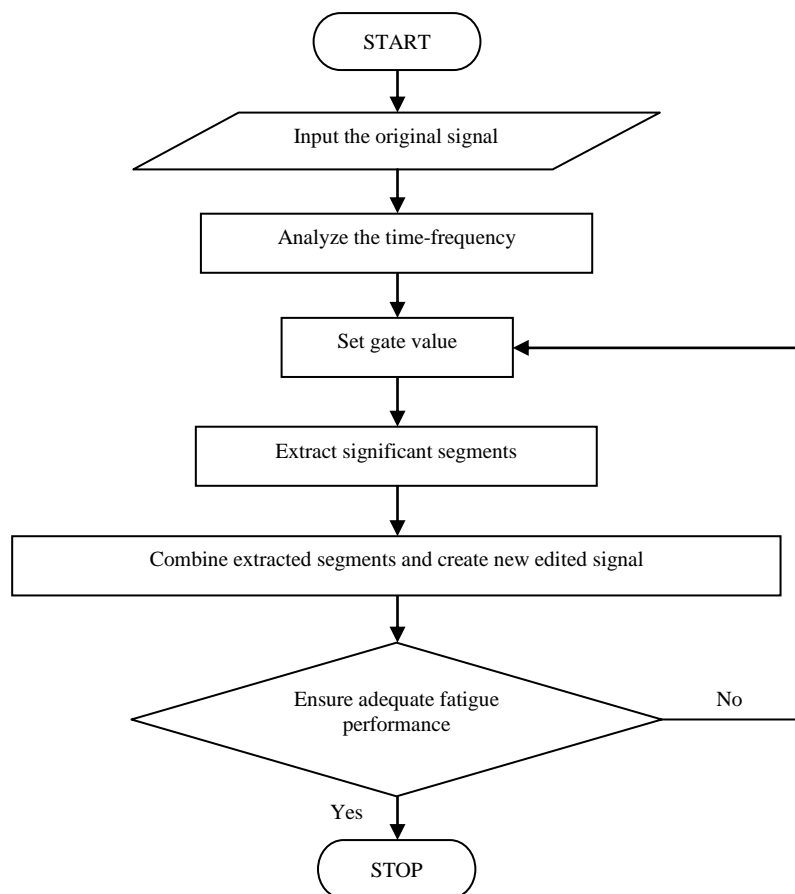 START
Input the original signal
Analyze the time-frequency
Set gate value
Extract significant segments
Combine extracted segments and create new edited signal
Ensure adequate fatigue
performance
No
Yes
STOP